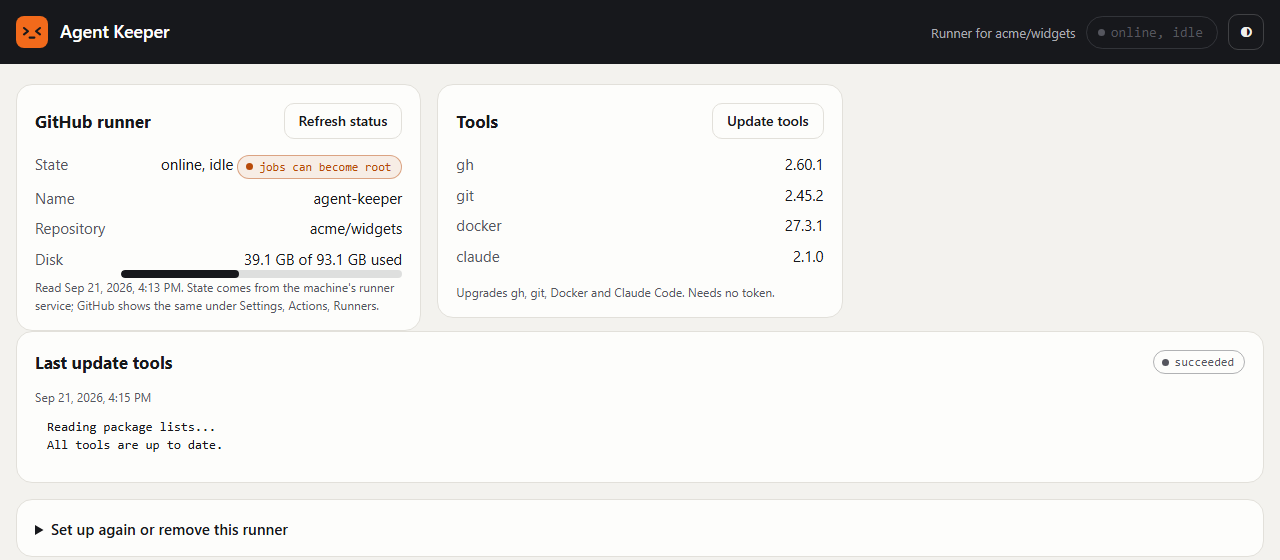 Agent Keeper
Runner for acme/widgets
online, idle
GitHub runner
Refresh status
State
online, idle
jobs can become root
Name
agent-keeper
Repository
acme/widgets
Disk
39.1 GB of 93.1 GB used
Read Sep 21, 2026, 4:13 PM. State comes from the machine's runner
service; GitHub shows the same under Settings, Actions, Runners.
Tools
Update tools
gh
2.60.1
git
2.45.2
docker
27.3.1
claude
2.1.0
Upgrades gh, git, Docker and Claude Code. Needs no token.
Last update tools
succeeded
Sep 21, 2026, 4:15 PM
Reading package lists...
All tools are up to date.
Set up again or remove this runner